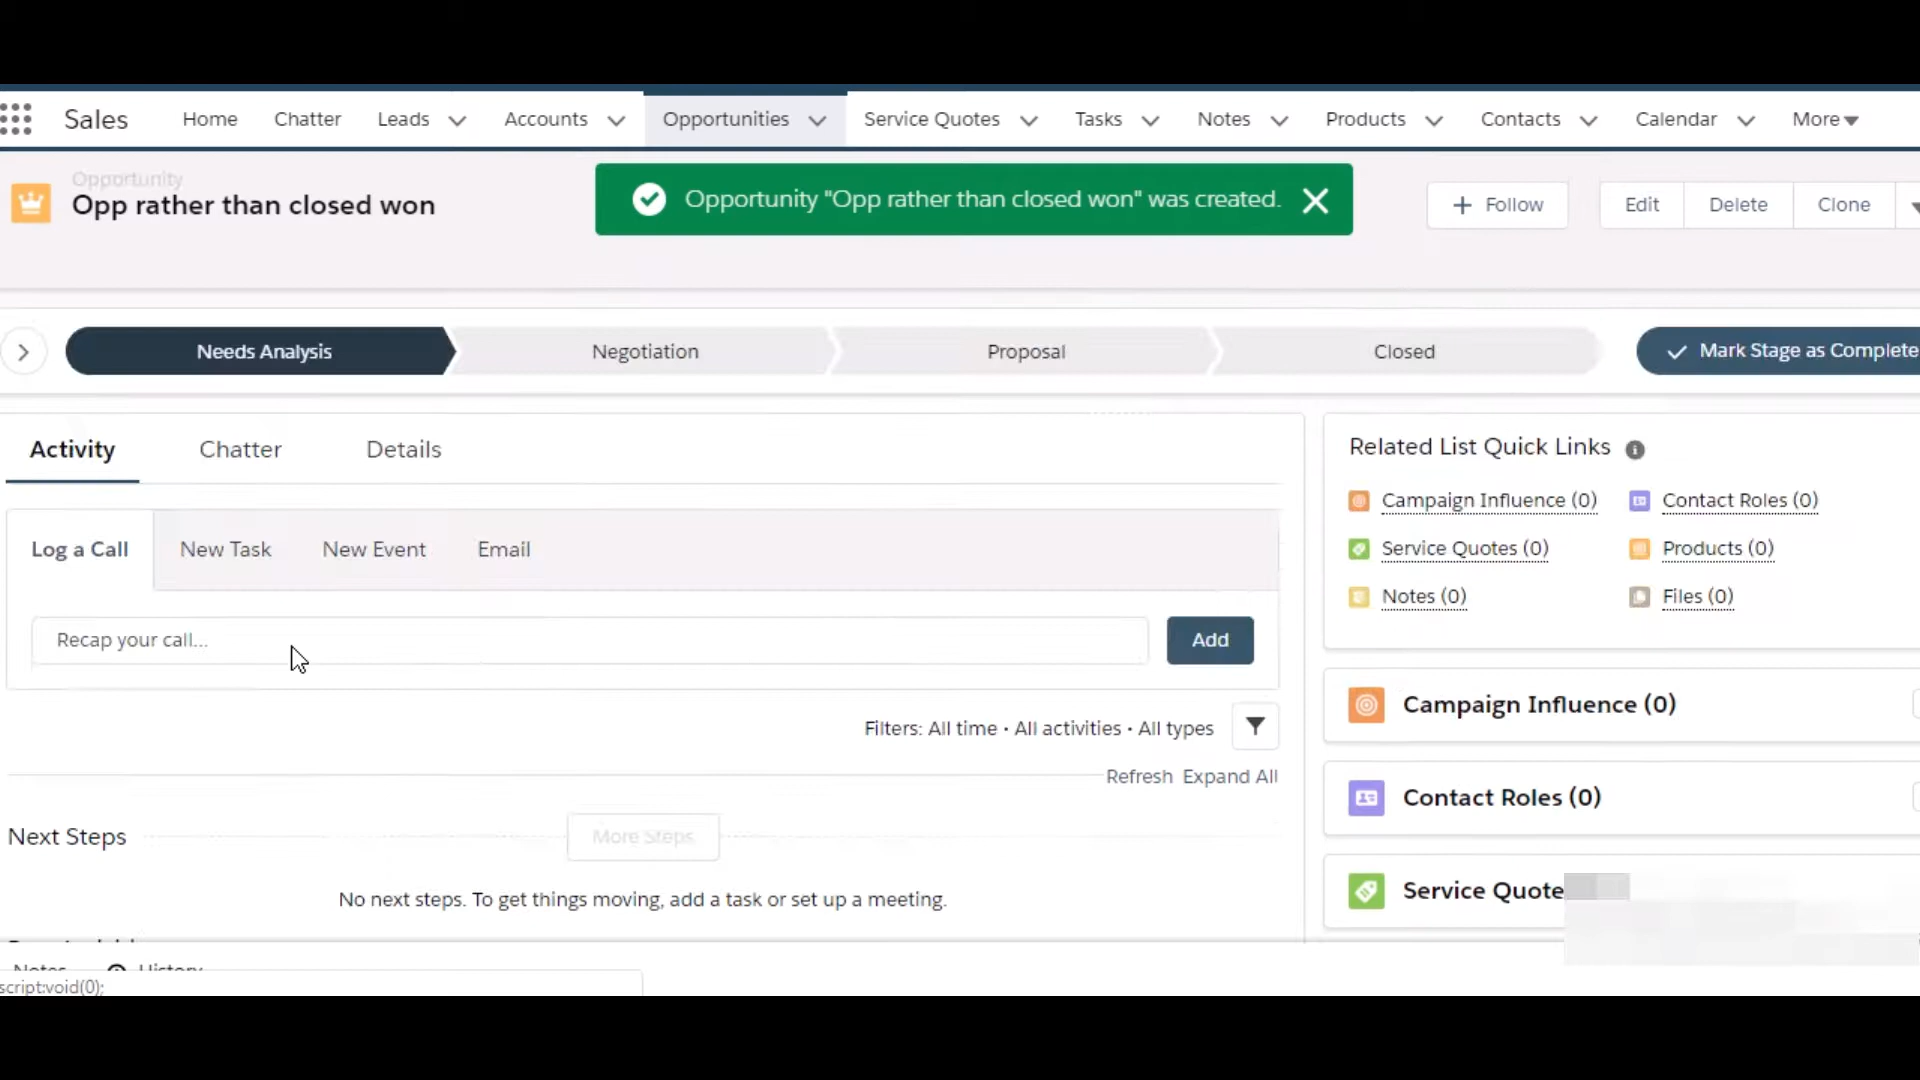 Sales Home Chatter Leads Accounts Opportunities Service Quotes Tasks Notes Products Contacts Calendar More
Opportunity
Opp rather than closed won
Opportunity "Opp rather than closed won" was created.
Follow Edit Delete Clone
Needs Analysis Negotiation Proposal Closed Mark Stage as Complete
Activity Chatter Details
Log a Call New Task New Event Email
Recap your call...
Add
Filters: All time • All activities • All types
Refresh Expand All
Next Steps
More Steps
No next steps. To get things moving, add a task or set up a meeting.
Notes History
script:void(0);
Related List Quick Links
Campaign Influence (0) Contact Roles (0)
Service Quotes (0) Products (0)
Notes (0) Files (0)
Campaign Influence (0)
Contact Roles (0)
Service Quote